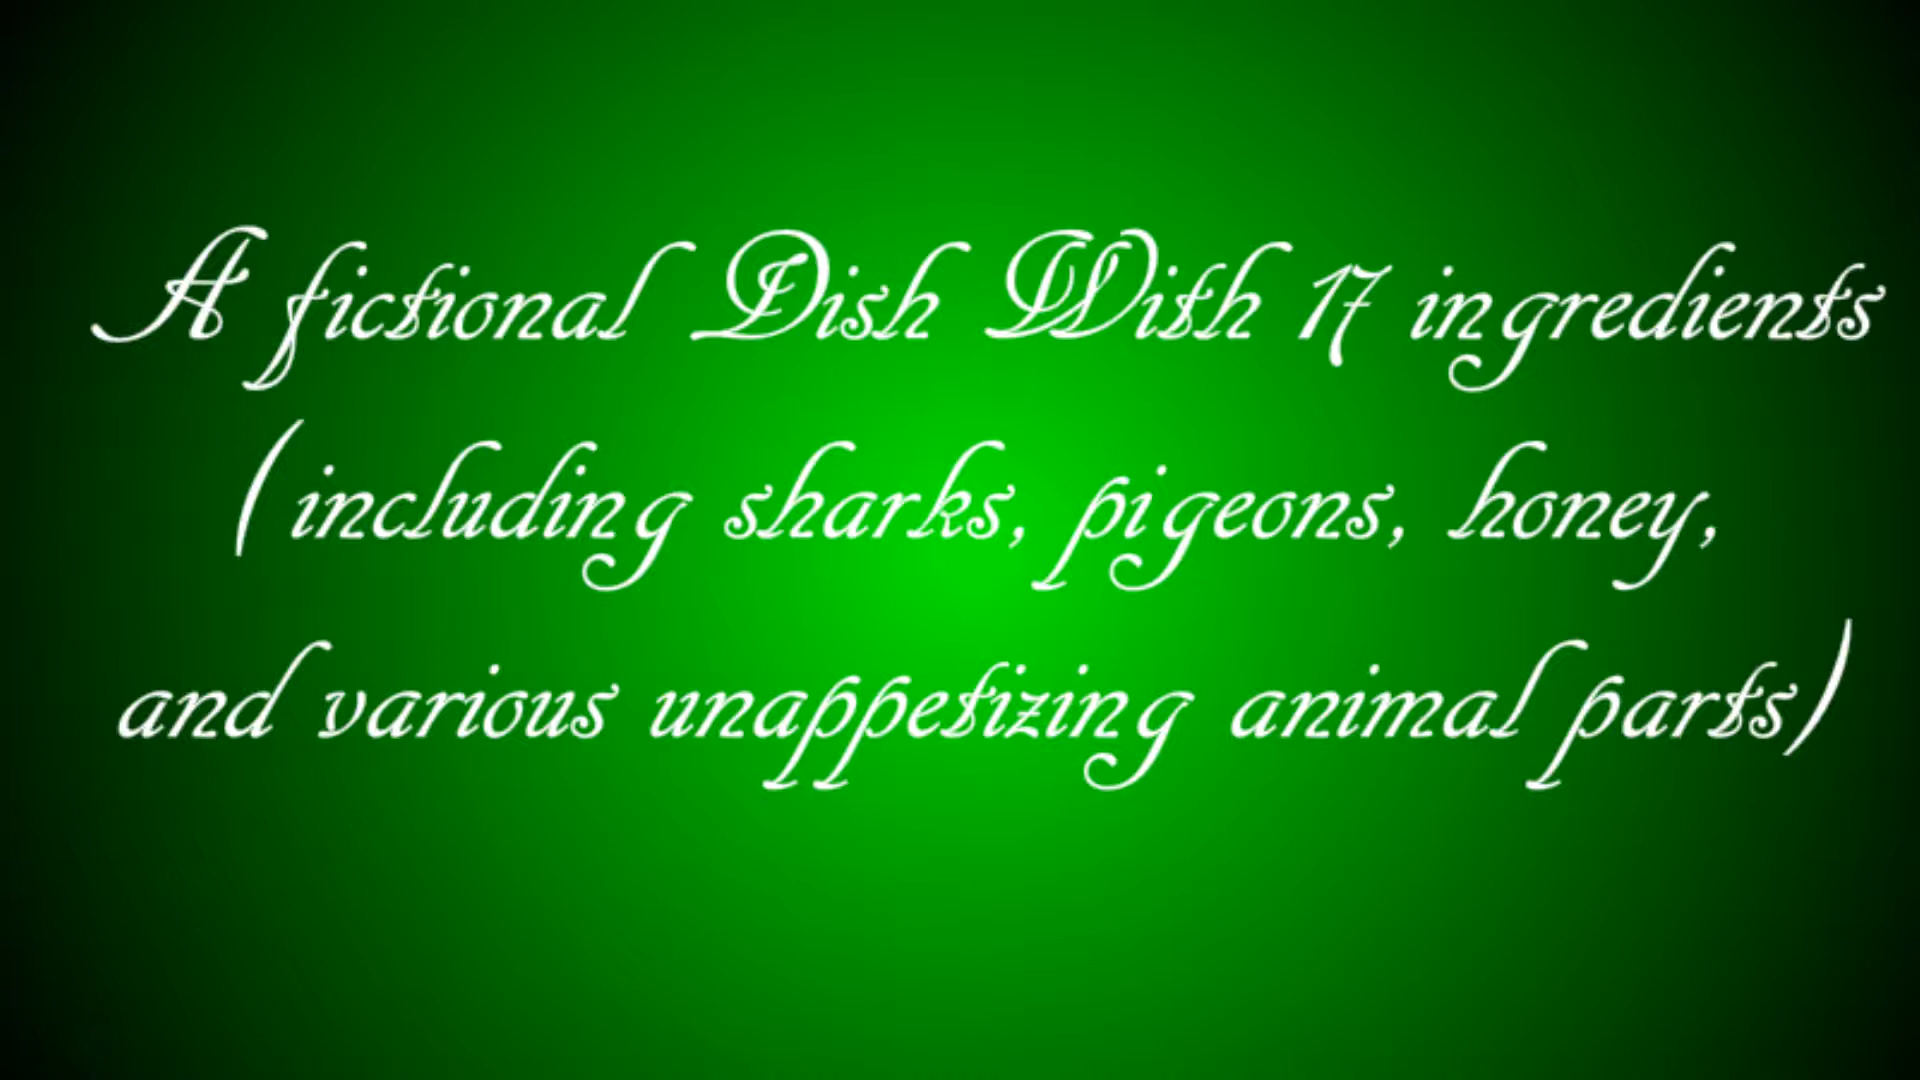 A fictional Dish With 17 ingredients
(including sharks, pigeons, honey,
and various unappetizing animal parts)